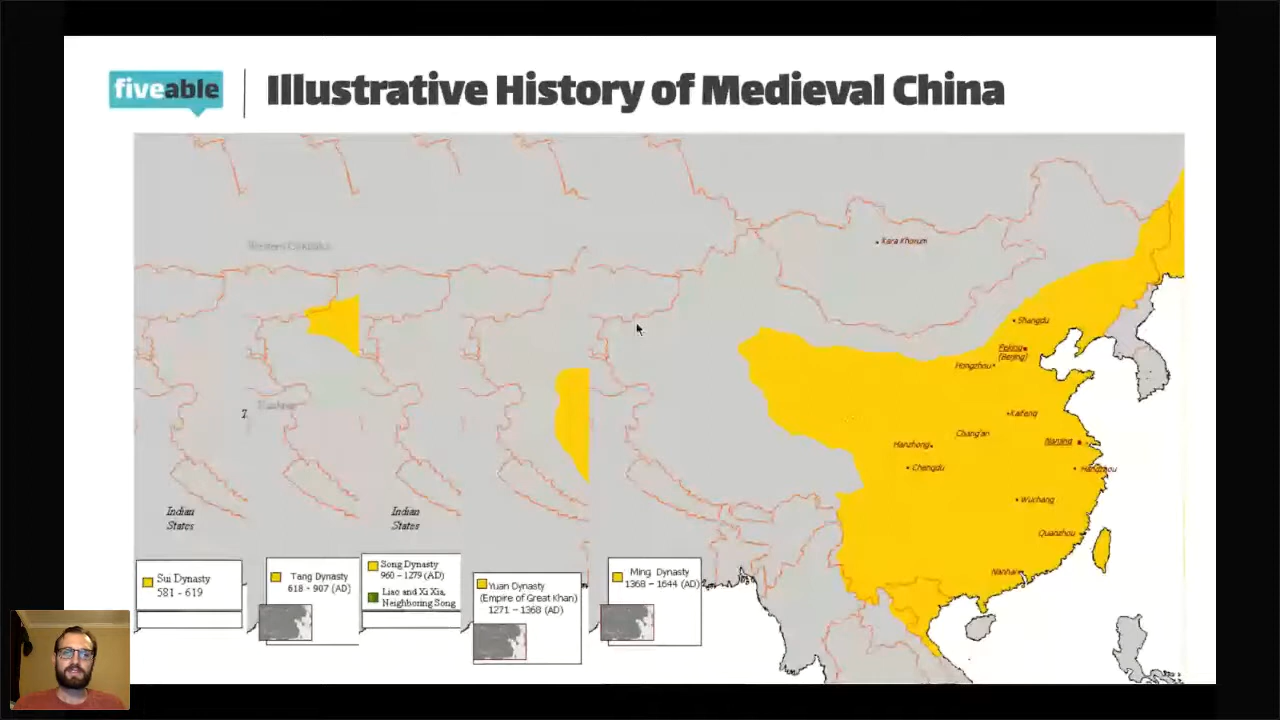 fiveable
Illustrative History of Medieval China
Kara Khorum
Shangdu
Peking
(Beijing)
Hongzhou
Kaifeng
Chang'an
Nanjing
Hanzhong
Chengdu
Hangzhou
Wuchang
Quanzhou
Nanhai
Indian
States
Indian
States
Sui Dynasty
581 - 619
Tang Dynasty
618 - 907 (AD)
Song Dynasty
960 – 1279 (AD)
Liao and Xi Xia,
Neighboring Song
Yuan Dynasty
(Empire of Great Khan)
1271 – 1368 (AD)
Ming Dynasty
1368 – 1644 (AD)